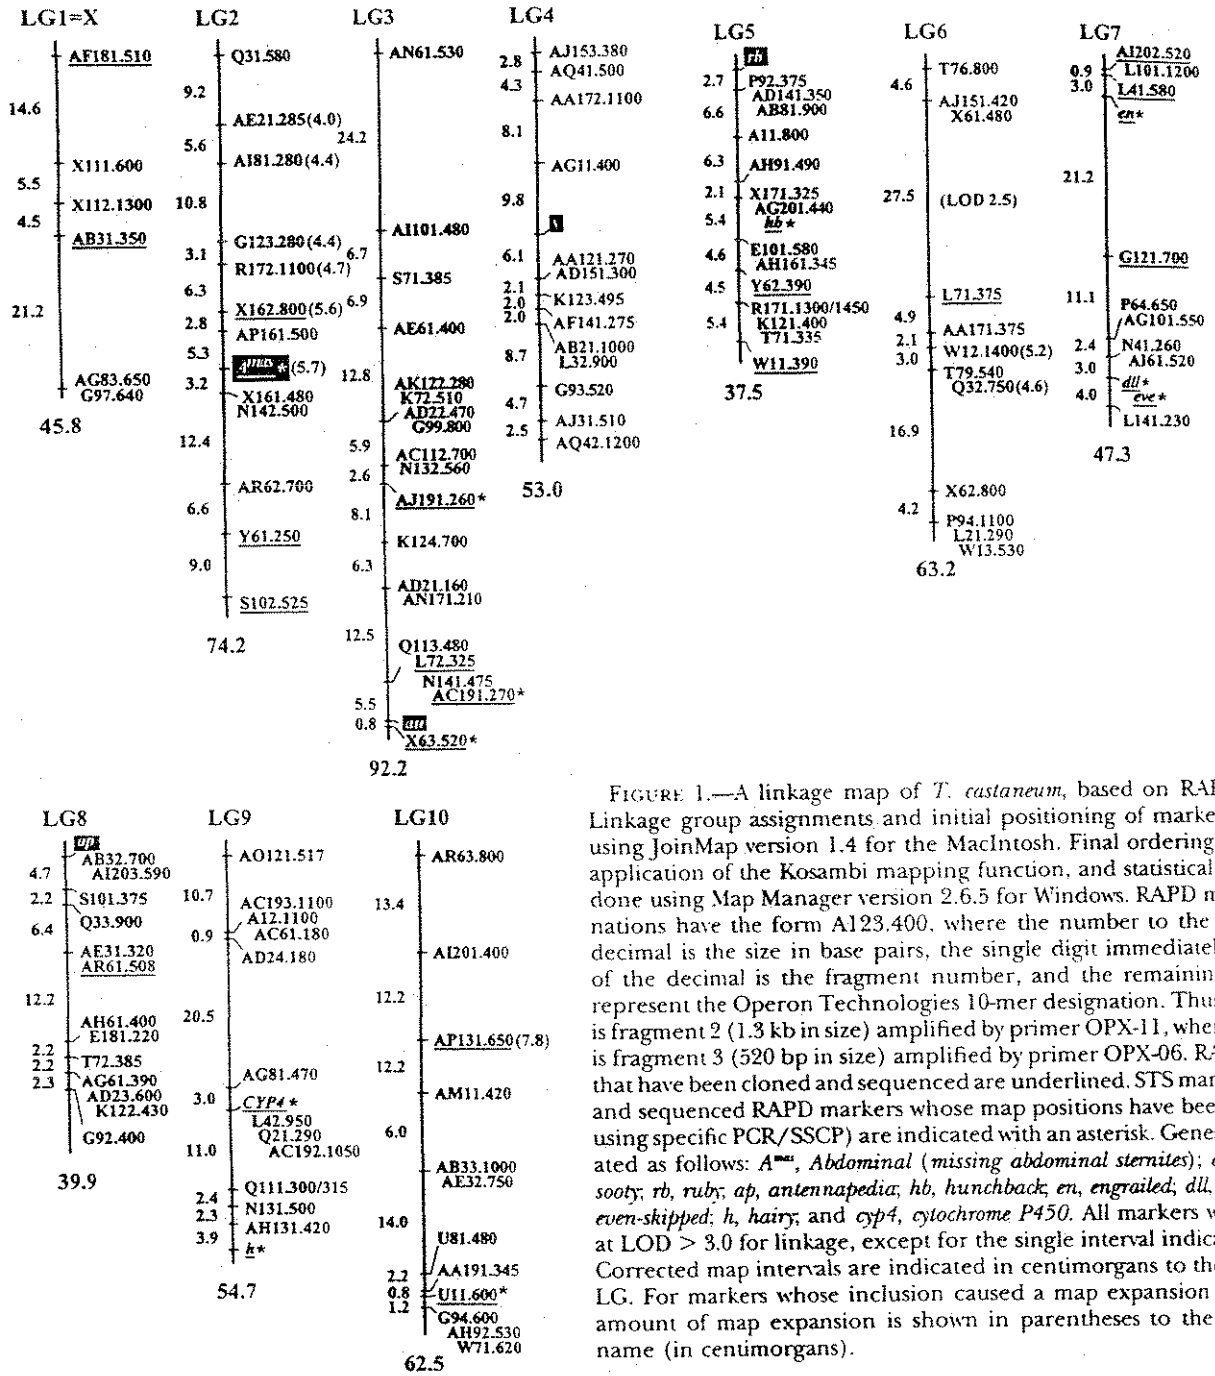 LG1=X
AF181.510
14.6
X111.600
5.5
X112.1300
4.5
AB31.350
21.2
AG83.650
G97.640
45.8
LG2
Q31.580
9.2
AE21.285(4.0)
5.6
AI81.280(4.4)
10.8
G123.280(4.4)
3.1
R172.1100(4.7)
6.3
X162.800(5.6)
2.8
AP161.500
5.3
*(5.7)
3.2
X161.480
N142.500
12.4
AR62.700
6.6
Y61.250
9.0
S102.525
74.2
LG3
AN61.530
24.2
AI101.480
6.7
S71.385
6.9
AE61.400
12.8
AK122.280
K72.510
AD22.470
G99.800
5.9
AC112.700
N132.560
2.6
AJ191.260*
8.1
K124.700
6.3
AD21.160
AN171.210
12.5
Q113.480
L72.325
N141.475
AC191.270*
5.5
0.8
X63.520*
92.2
LG4
AJ153.380
2.8
AQ41.500
4.3
AA172.1100
8.1
AG11.400
9.8
6.1
AA121.270
AD151.300
2.1
K123.495
2.0
AF141.275
2.0
AB21.1000
L32.900
8.7
G93.520
4.7
AJ31.510
2.5
AQ42.1200
53.0
LG5
rb
2.7
P92.375
AD141.350
AB81.900
6.6
A11.800
6.3
AH91.490
2.1
X171.325
AG201.440
hb *
5.4
E101.580
4.6
AH161.345
Y62.390
4.5
R171.1300/1450
K121.400
5.4
T71.335
W11.390
37.5
LG6
T76.800
4.6
AJ151.420
X61.480
27.5
(LOD 2.5)
L71.375
4.9
AA171.375
2.1
W12.1400(5.2)
3.0
T79.540
Q32.750(4.6)
16.9
X62.800
4.2
P94.1100
L21.290
W13.530
63.2
LG7
AI202.520
0.9
L101.1200
3.0
L41.580
en*
21.2
G121.700
11.1
P64.650
AG101.550
2.4
N41.260
AI61.520
3.0
dll*
4.0
eve*
L141.230
47.3
LG8
ap
AB32.700
4.7
AI203.590
2.2
S101.375
Q33.900
6.4
AE31.320
AR61.508
12.2
AH61.400
E181.220
2.2
T72.385
2.2
AG61.390
2.3
AD23.600
K122.430
G92.400
39.9
LG9
AO121.517
10.7
AC193.1100
A12.1100
AC61.180
0.9
AD24.180
20.5
AG81.470
3.0
CYP4*
L42.950
Q21.290
AC192.1050
11.0
Q111.300/315
2.4
N131.500
2.3
AH131.420
3.9
h*
54.7
LG10
AR63.800
13.4
AI201.400
12.2
AP131.650(7.8)
12.2
AM11.420
6.0
AB33.1000
AE32.750
14.0
U81.480
2.2
AA191.345
0.8
U11.600*
1.2
G94.600
AH92.530
W71.620
62.5
FIGURE 1.—A linkage map of T. castaneum, based on RAP
Linkage group assignments and initial positioning of marke
using JoinMap version 1.4 for the MacIntosh. Final ordering
application of the Kosambi mapping function, and statistical
done using Map Manager version 2.6.5 for Windows. RAPD m
nations have the form A123.400, where the number to the
decimal is the size in base pairs, the single digit immediatel
of the decimal is the fragment number, and the remainin
represent the Operon Technologies 10-mer designation. Thus
is fragment 2 (1.3 kb in size) amplified by primer OPX-11, wher
is fragment 3 (520 bp in size) amplified by primer OPX-06. RA
that have been cloned and sequenced are underlined. STS mar
and sequenced RAPD markers whose map positions have bee
using specific PCR/SSCP) are indicated with an asterisk. Gene
ated as follows: Amas, Abdominal (missing abdominal sternites);
sooty; rb, ruby; ap, antennapedia; hb, hunchback; en, engrailed; dll,
even-skipped; h, hairy; and cyp4, cytochrome P450. All markers w
at LOD > 3.0 for linkage, except for the single interval indica
Corrected map intervals are indicated in centimorgans to the
LG. For markers whose inclusion caused a map expansion
amount of map expansion is shown in parentheses to the
name (in centimorgans).